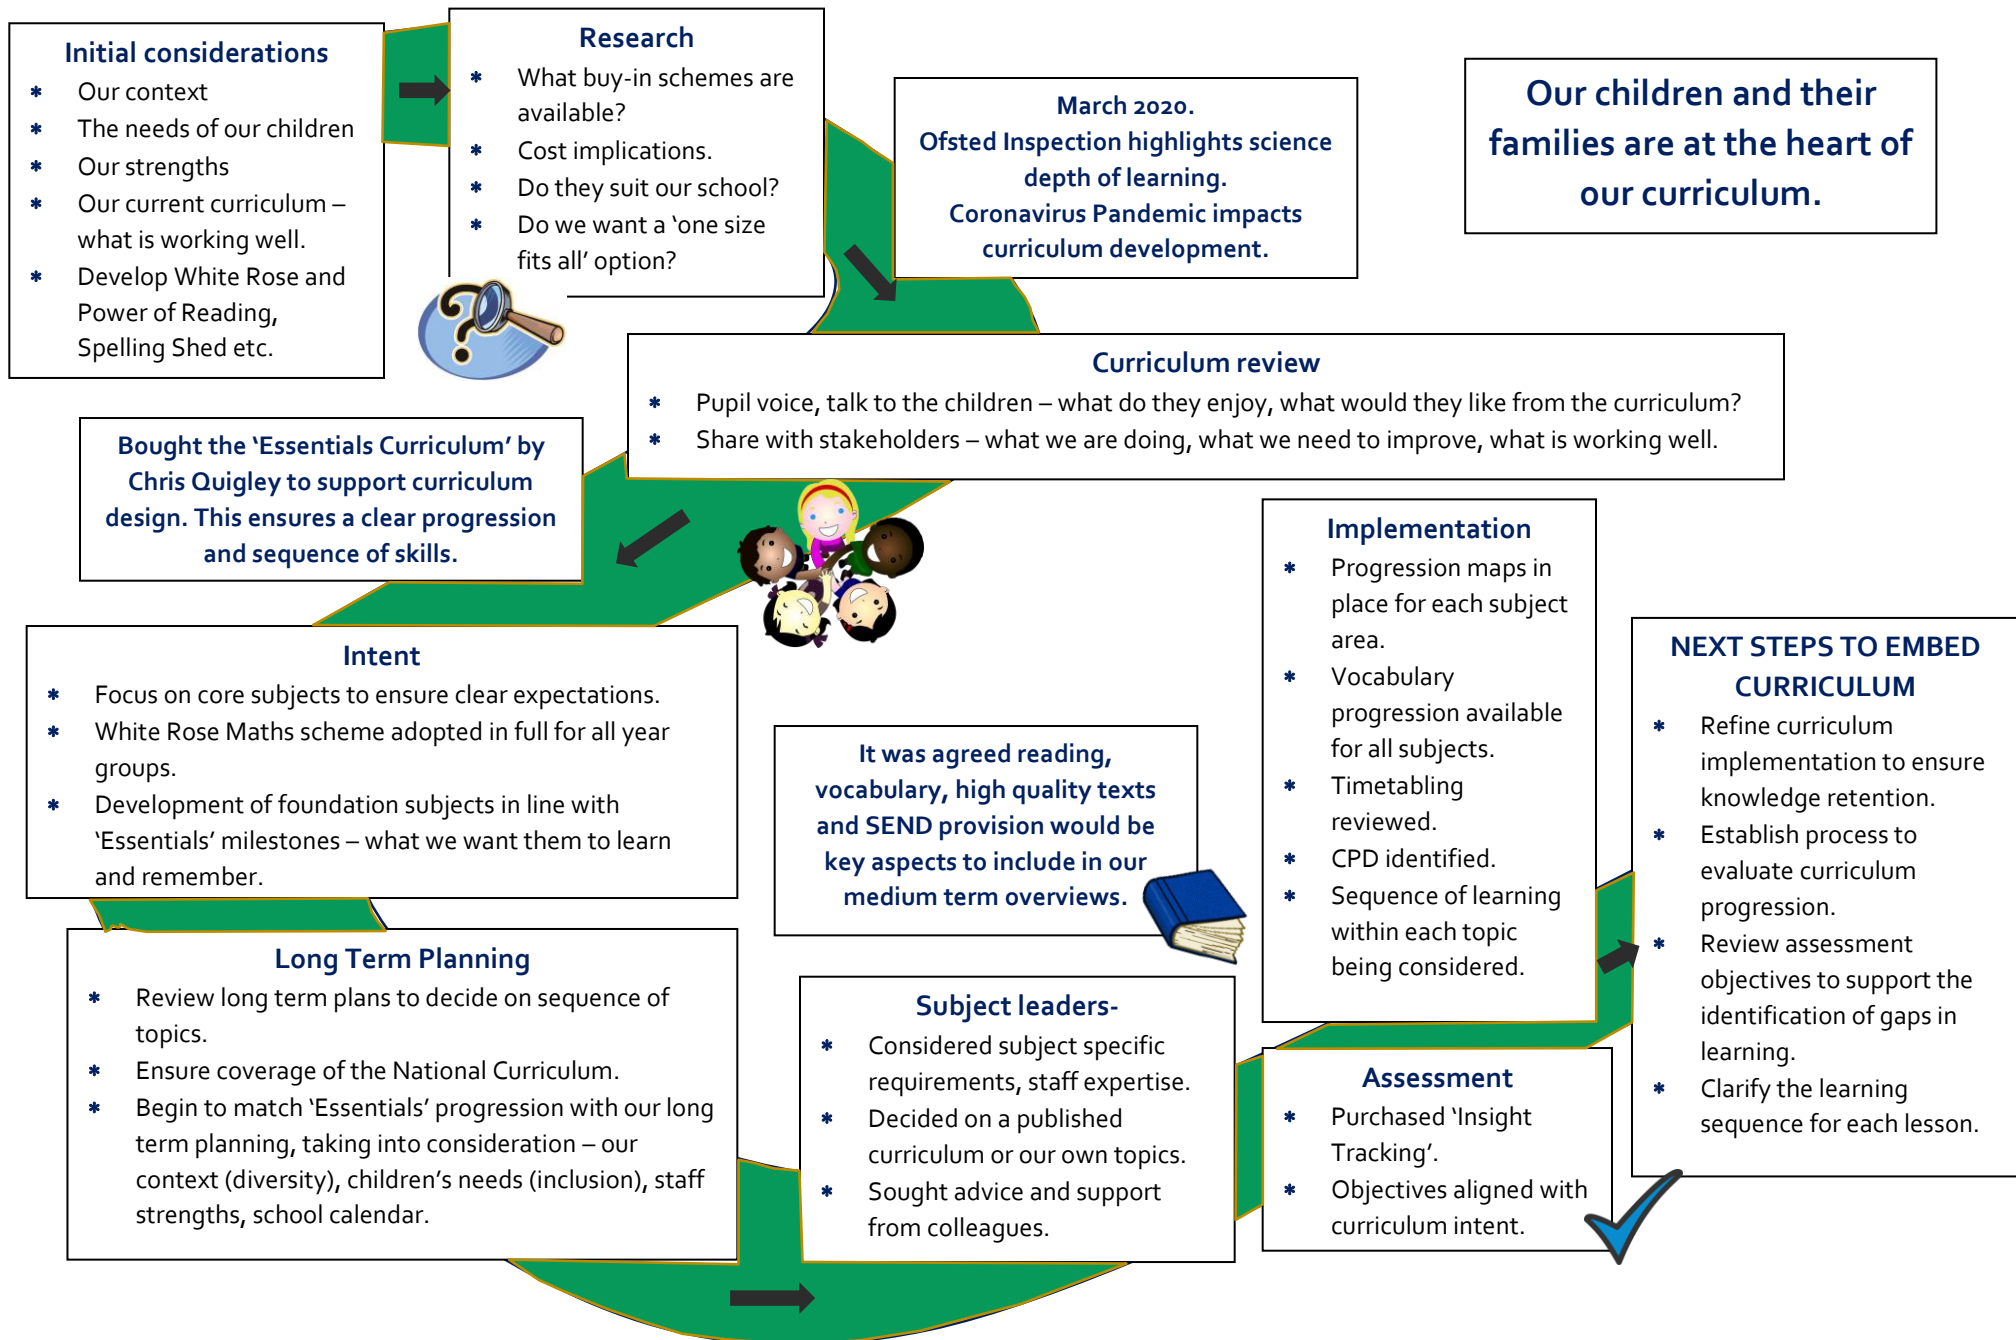 Initial considerations
* Our context
* The needs of our children
* Our strengths
* Our current curriculum –
what is working well.
* Develop White Rose and
Power of Reading,
Spelling Shed etc.
Research
* What buy-in schemes are
available?
* Cost implications.
* Do they suit our school?
* Do we want a ‘one size
fits all’ option?
March 2020.
Ofsted Inspection highlights science
depth of learning.
Coronavirus Pandemic impacts
curriculum development.
Our children and their
families are at the heart of
our curriculum.
Curriculum review
* Pupil voice, talk to the children – what do they enjoy, what would they like from the curriculum?
* Share with stakeholders – what we are doing, what we need to improve, what is working well.
Bought the ‘Essentials Curriculum’ by
Chris Quigley to support curriculum
design. This ensures a clear progression
and sequence of skills.
Intent
* Focus on core subjects to ensure clear expectations.
* White Rose Maths scheme adopted in full for all year
groups.
* Development of foundation subjects in line with
‘Essentials’ milestones – what we want them to learn
and remember.
Long Term Planning
* Review long term plans to decide on sequence of
topics.
* Ensure coverage of the National Curriculum.
* Begin to match ‘Essentials’ progression with our long
term planning, taking into consideration – our
context (diversity), children’s needs (inclusion), staff
strengths, school calendar.
It was agreed reading,
vocabulary, high quality texts
and SEND provision would be
key aspects to include in our
medium term overviews.
Subject leaders-
* Considered subject specific
requirements, staff expertise.
* Decided on a published
curriculum or our own topics.
* Sought advice and support
from colleagues.
Implementation
* Progression maps in
place for each subject
area.
* Vocabulary
progression available
for all subjects.
* Timetabling
reviewed.
* CPD identified.
* Sequence of learning
within each topic
being considered.
Assessment
* Purchased ‘Insight
Tracking’.
* Objectives aligned with
curriculum intent.
NEXT STEPS TO EMBED
CURRICULUM
* Refine curriculum
implementation to ensure
knowledge retention.
* Establish process to
evaluate curriculum
progression.
* Review assessment
objectives to support the
identification of gaps in
learning.
* Clarify the learning
sequence for each lesson.